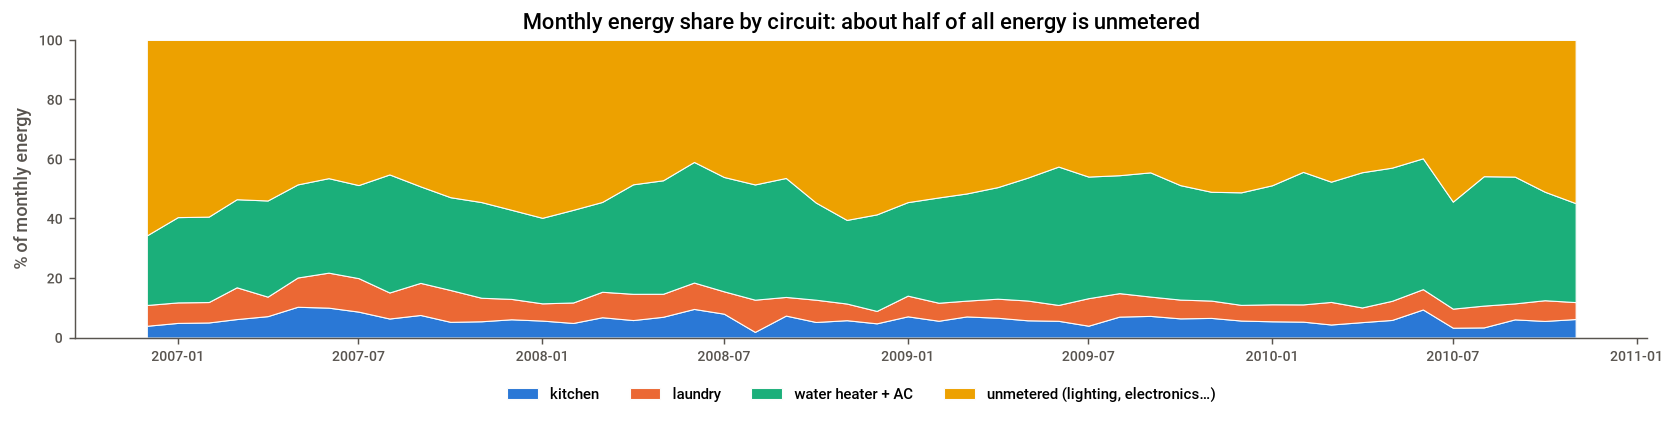 Monthly energy share by circuit: about half of all energy is unmetered
% of monthly energy
100
80
60
40
20
0
2007-01 2007-07 2008-01 2008-07 2009-01 2009-07 2010-01 2010-07 2011-01
kitchen laundry water heater + AC unmetered (lighting, electronics…)